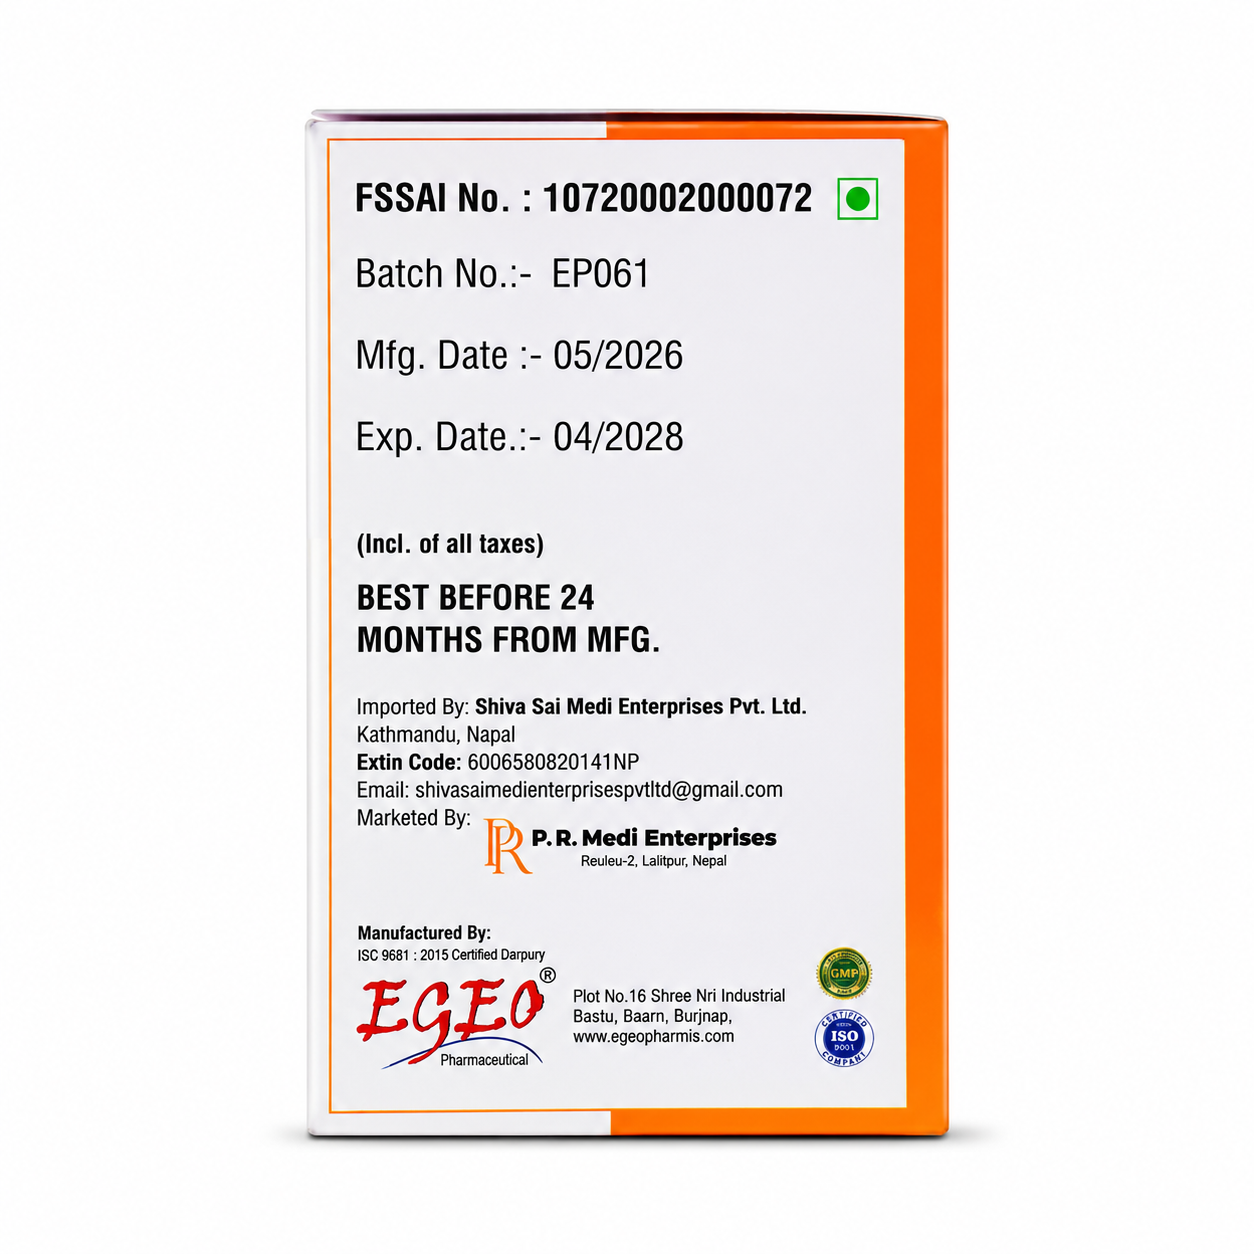 FSSAI No. : 10720002000072
Batch No.:- EP061
Mfg. Date :- 05/2026
Exp. Date.:- 04/2028
(Incl. of all taxes)
BEST BEFORE 24
MONTHS FROM MFG.
Imported By: Shiva Sai Medi Enterprises Pvt. Ltd.
Kathmandu, Napal
Extin Code: 6006580820141NP
Email: shivasaimedienterprisespvtltd@gmail.com
Marketed By:
PR P. R. Medi Enterprises
Reuleu-2, Lalitpur, Nepal
Manufactured By:
ISC 9681 : 2015 Certified Darpury
EGEO®
Pharmaceutical
Plot No.16 Shree Nri Industrial
Bastu, Baarn, Burjnap,
www.egeopharmis.com
GMP
CERTIFIED
ISO
COMPANY